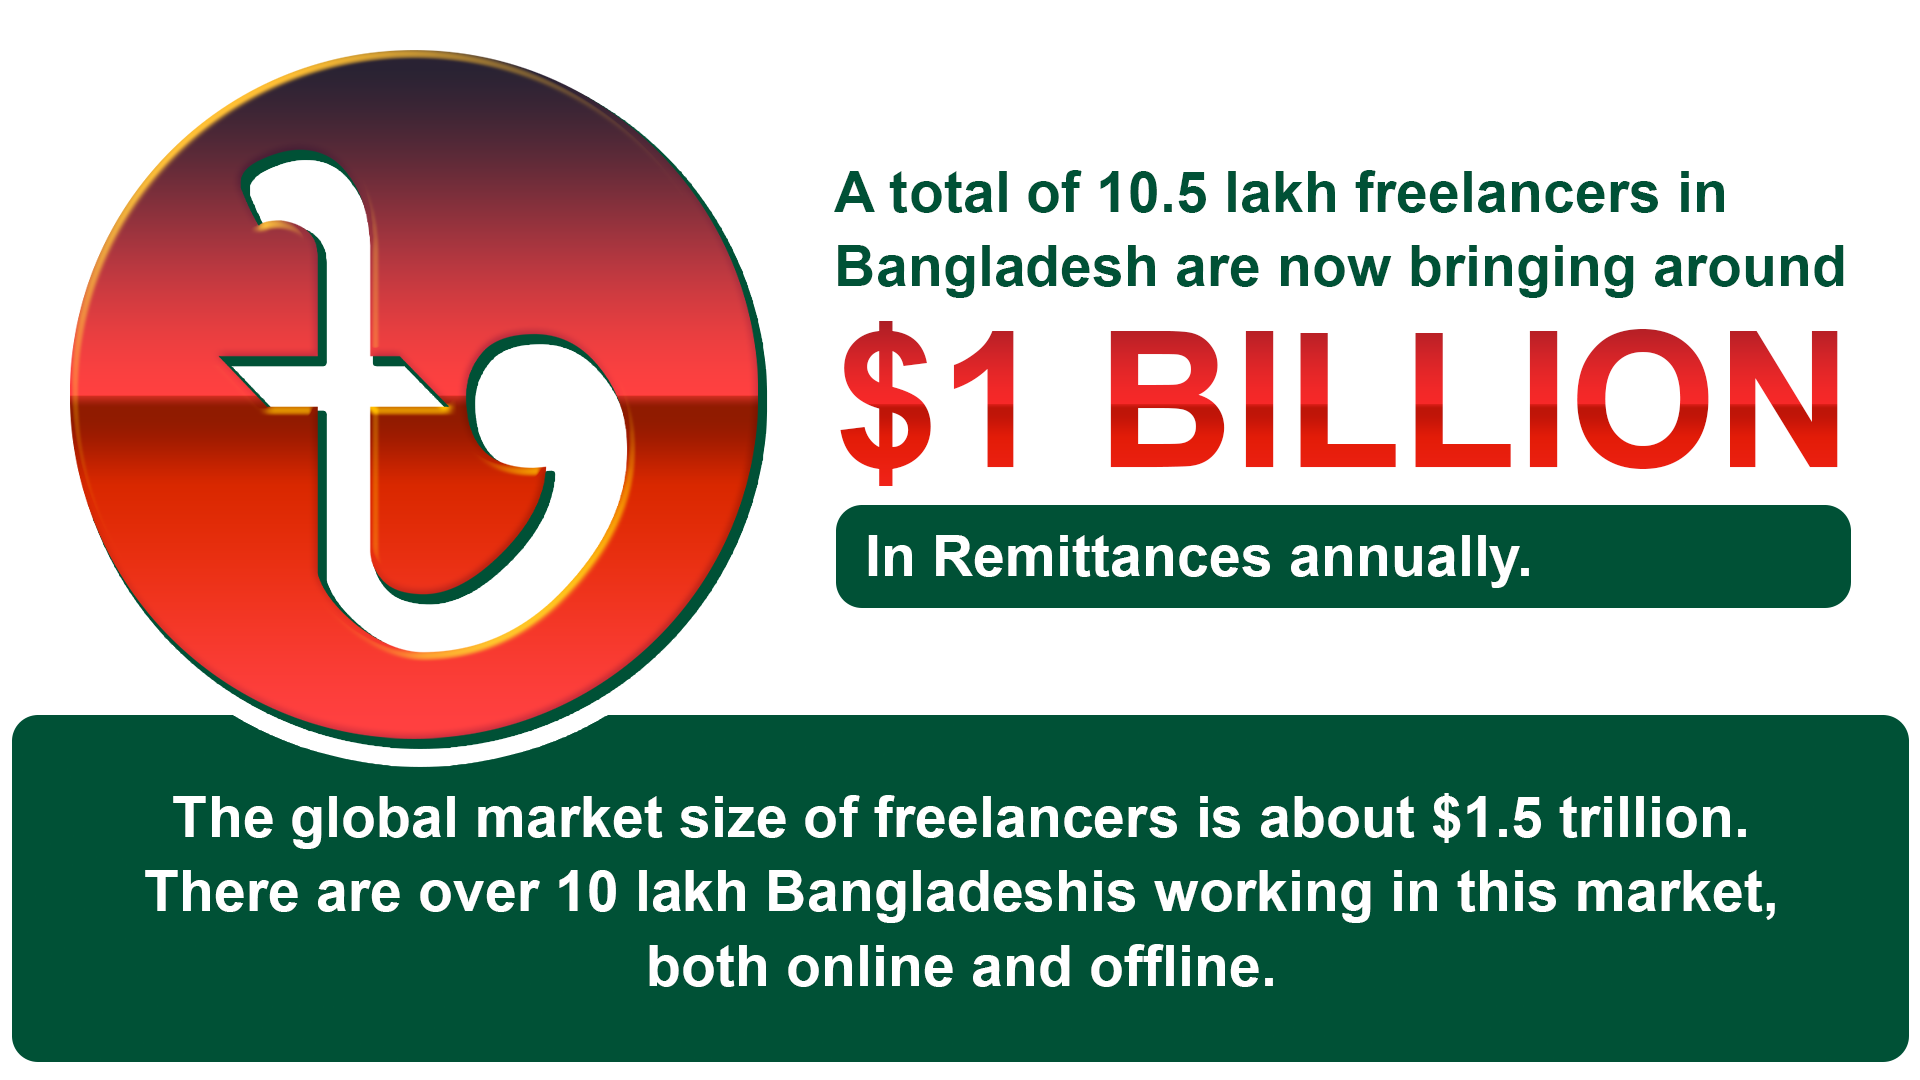 ৳
A total of 10.5 lakh freelancers in
Bangladesh are now bringing around
$1 BILLION
In Remittances annually.
The global market size of freelancers is about $1.5 trillion.
There are over 10 lakh Bangladeshis working in this market,
both online and offline.